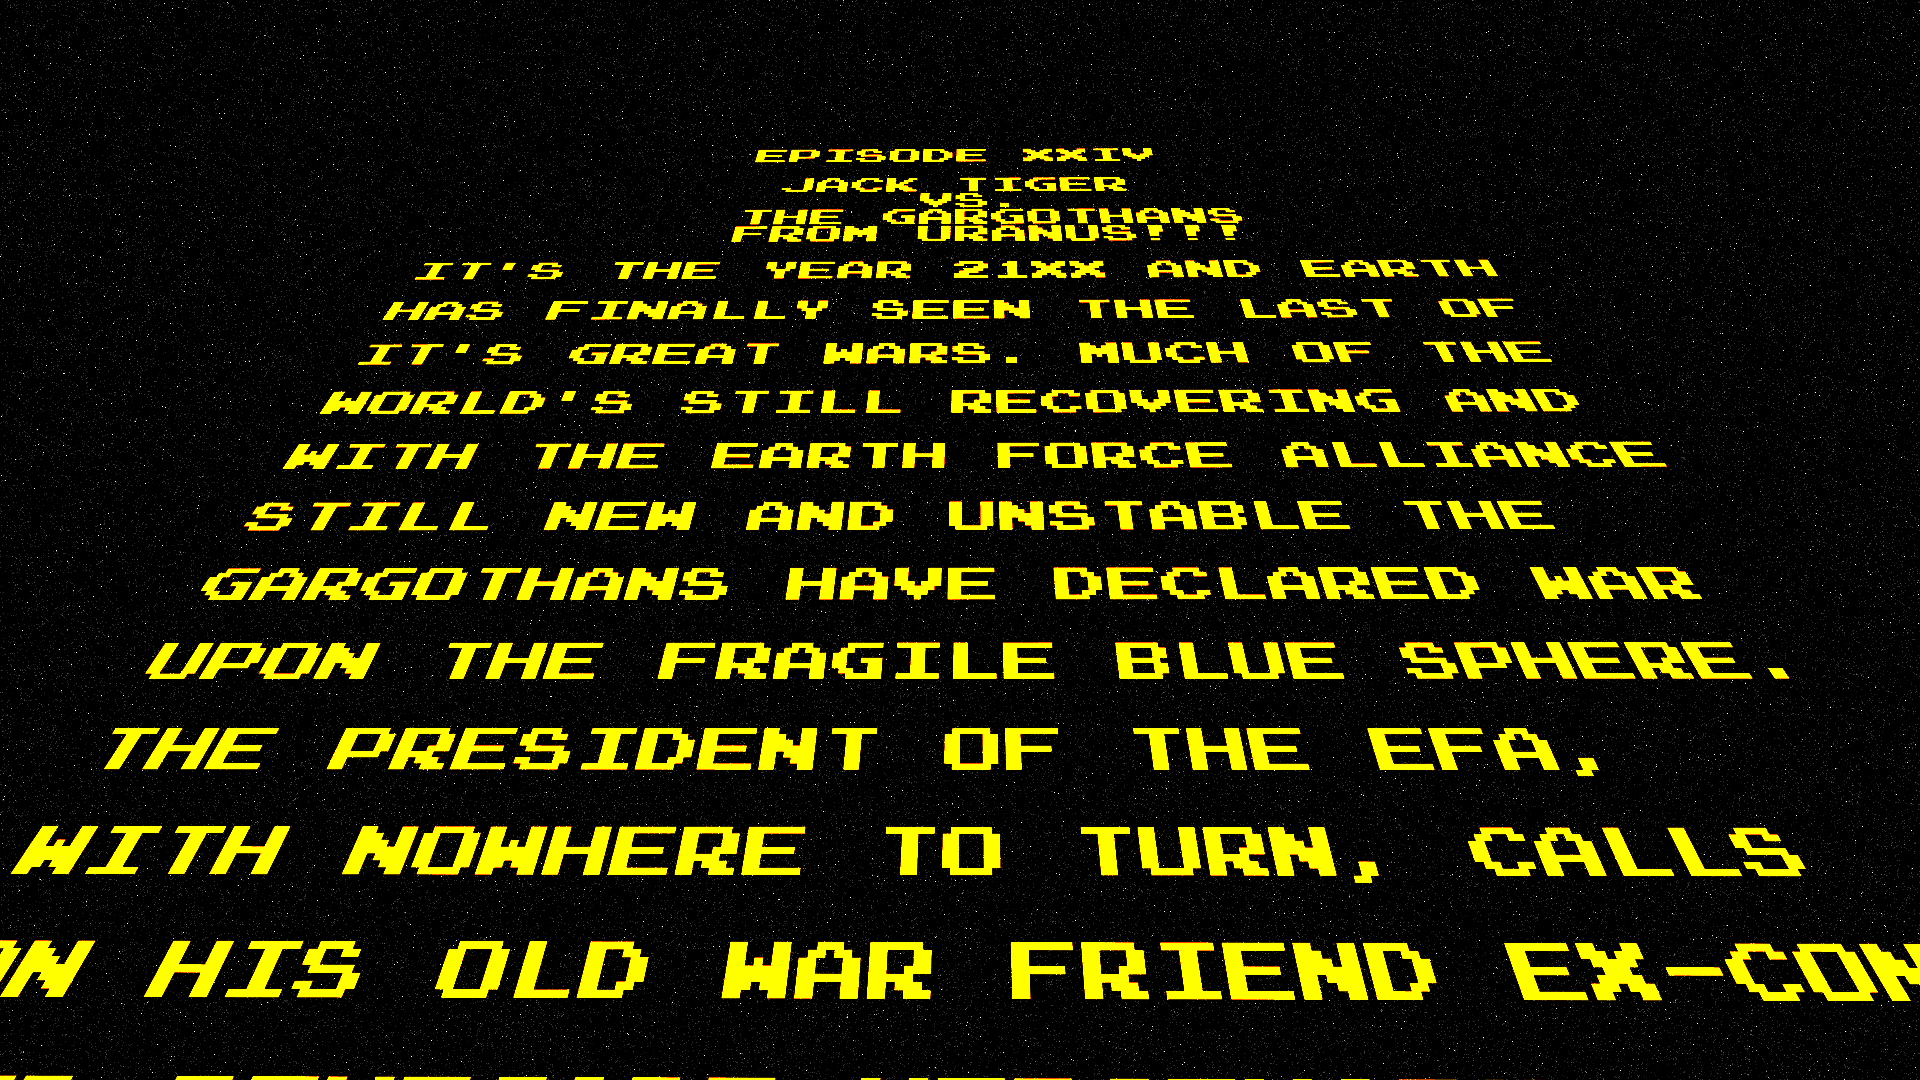 EPISODE XXIV
JACK TIGER
VS.
THE GARGOTHANS
FROM URANUS!!!
IT'S THE YEAR 21XX AND EARTH
HAS FINALLY SEEN THE LAST OF
IT'S GREAT WARS. MUCH OF THE
WORLD'S STILL RECOVERING AND
WITH THE EARTH FORCE ALLIANCE
STILL NEW AND UNSTABLE THE
GARGOTHANS HAVE DECLARED WAR
UPON THE FRAGILE BLUE SPHERE.
THE PRESIDENT OF THE EFA,
WITH NOWHERE TO TURN, CALLS
ON HIS OLD WAR FRIEND EX-CON